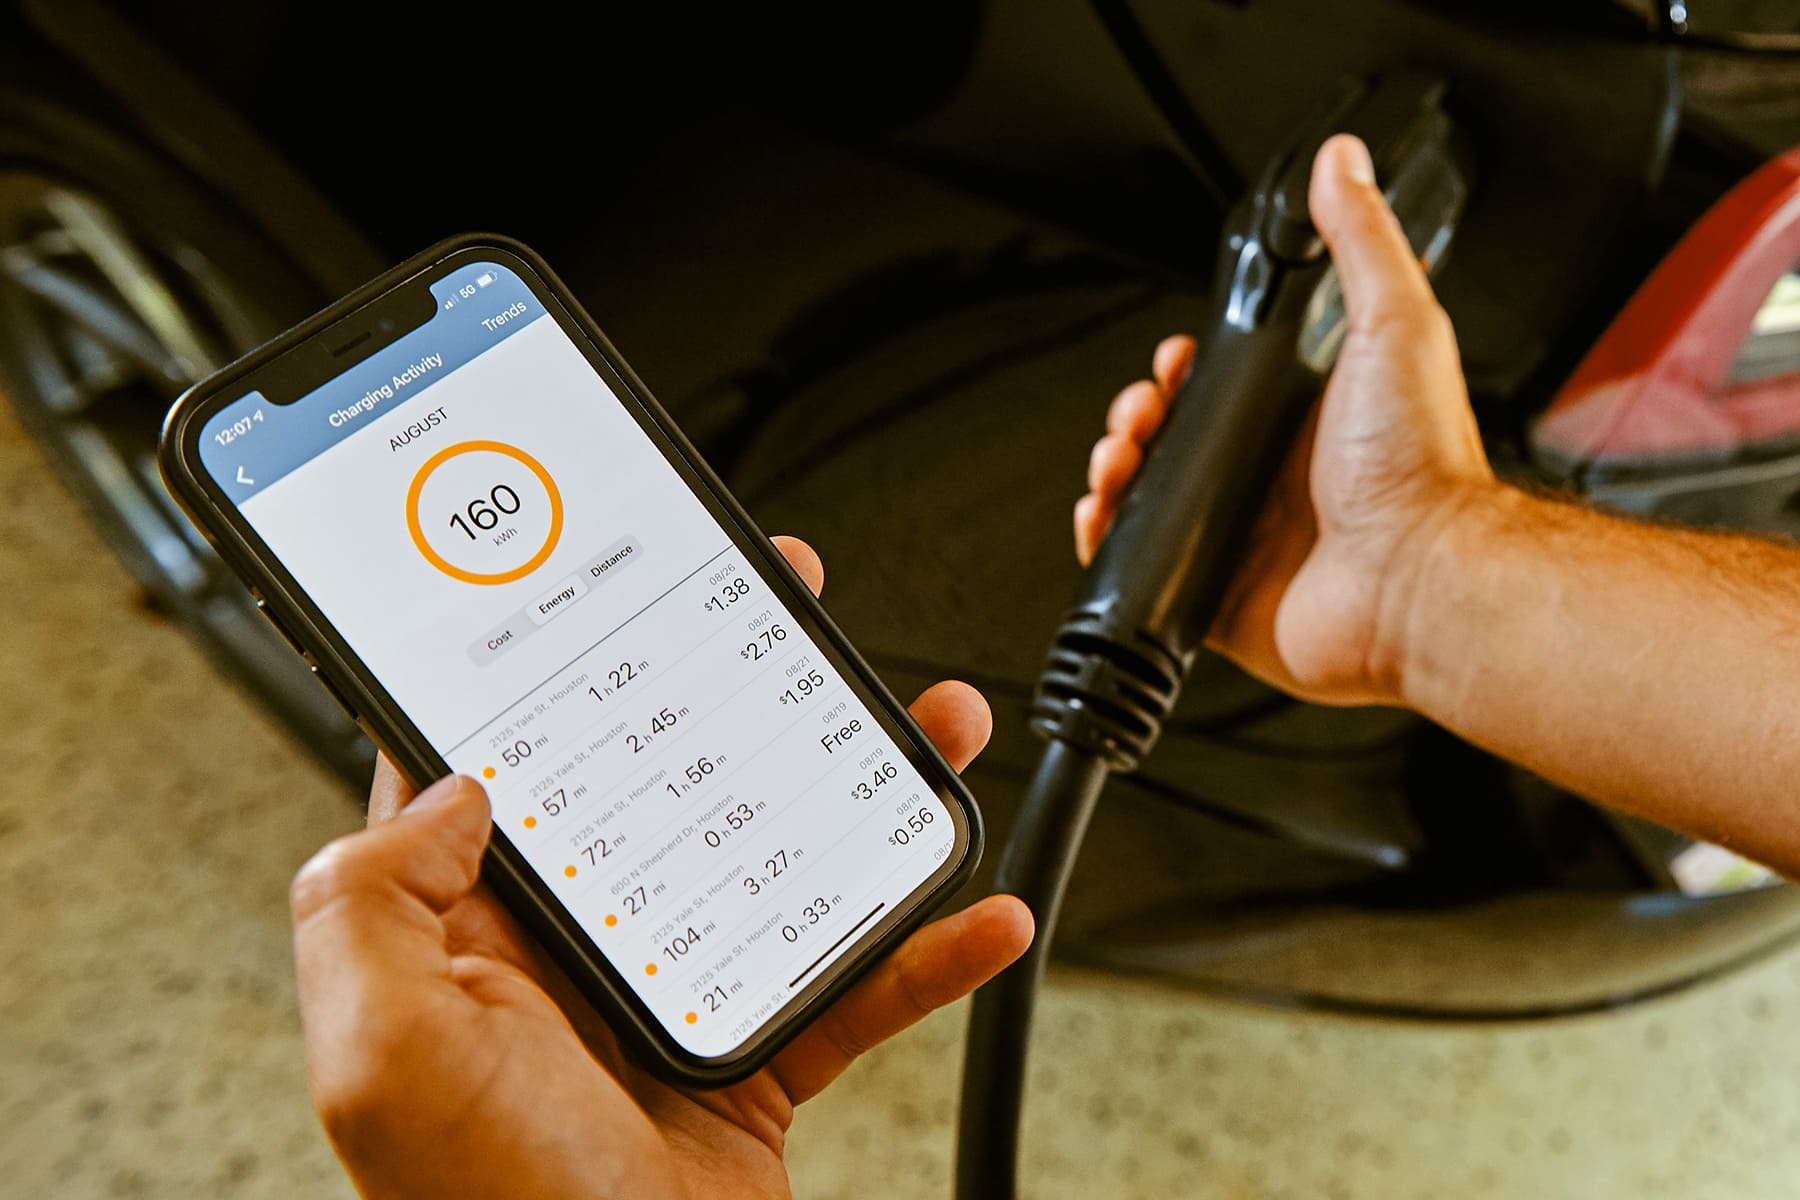 12:07
5G
Charging Activity
Trends
AUGUST
160
kWh
Cost Energy Distance
2125 Yale St, Houston 08/26
50 mi 1 h 22 m $1.38
2125 Yale St, Houston 08/21
57 mi 2 h 45 m $2.76
2125 Yale St, Houston 08/21
72 mi 1 h 56 m $1.95
600 N Shepherd Dr, Houston 08/19
27 mi 0 h 53 m Free
2125 Yale St, Houston 08/19
104 mi 3 h 27 m $3.46
2125 Yale St, Houston 08/19
21 mi 0 h 33 m $0.56
2125 Yale St,